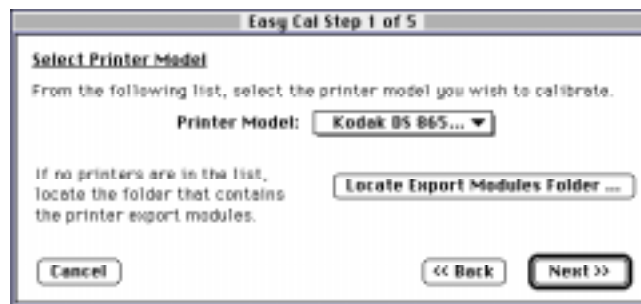 Easy Cal Step 1 of 5
Select Printer Model
From the following list, select the printer model you wish to calibrate.
Printer Model: Kodak DS 865... ▼
If no printers are in the list,
locate the folder that contains
the printer export modules.
Locate Export Modules Folder ...
Cancel
<< Back
Next >>